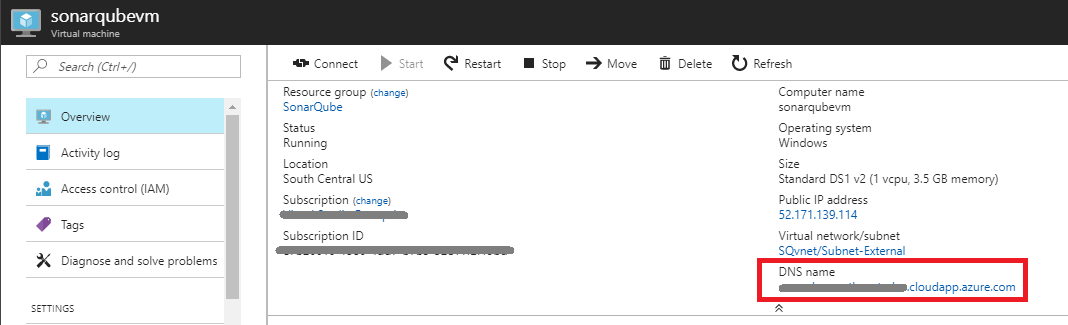 sonarqubevm
Virtual machine
Search (Ctrl+/)
Connect
Start
Restart
Stop
Move
Delete
Refresh
Overview
Activity log
Access control (IAM)
Tags
Diagnose and solve problems
SETTINGS
Resource group (change)
SonarQube
Status
Running
Location
South Central US
Subscription (change)
Subscription ID
Computer name
sonarqubevm
Operating system
Windows
Size
Standard DS1 v2 (1 vcpu, 3.5 GB memory)
Public IP address
52.171.139.114
Virtual network/subnet
SQvnet/Subnet-External
DNS name
.cloudapp.azure.com